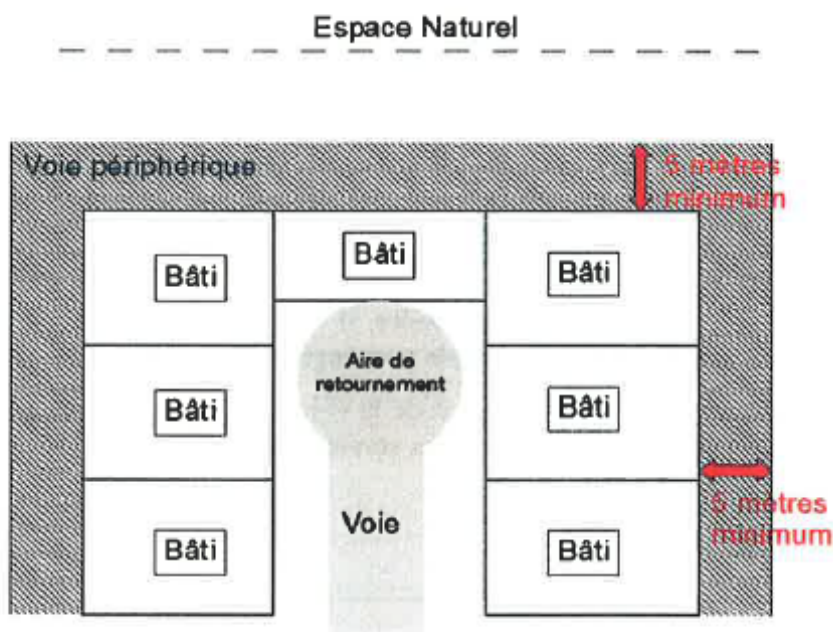 Espace Naturel
Voie périphérique
5 mètres
minimum
Bâti
Bâti
Bâti
Aire de
retournement
Bâti
Bâti
5 mètres
minimum
Voie
Bâti
Bâti